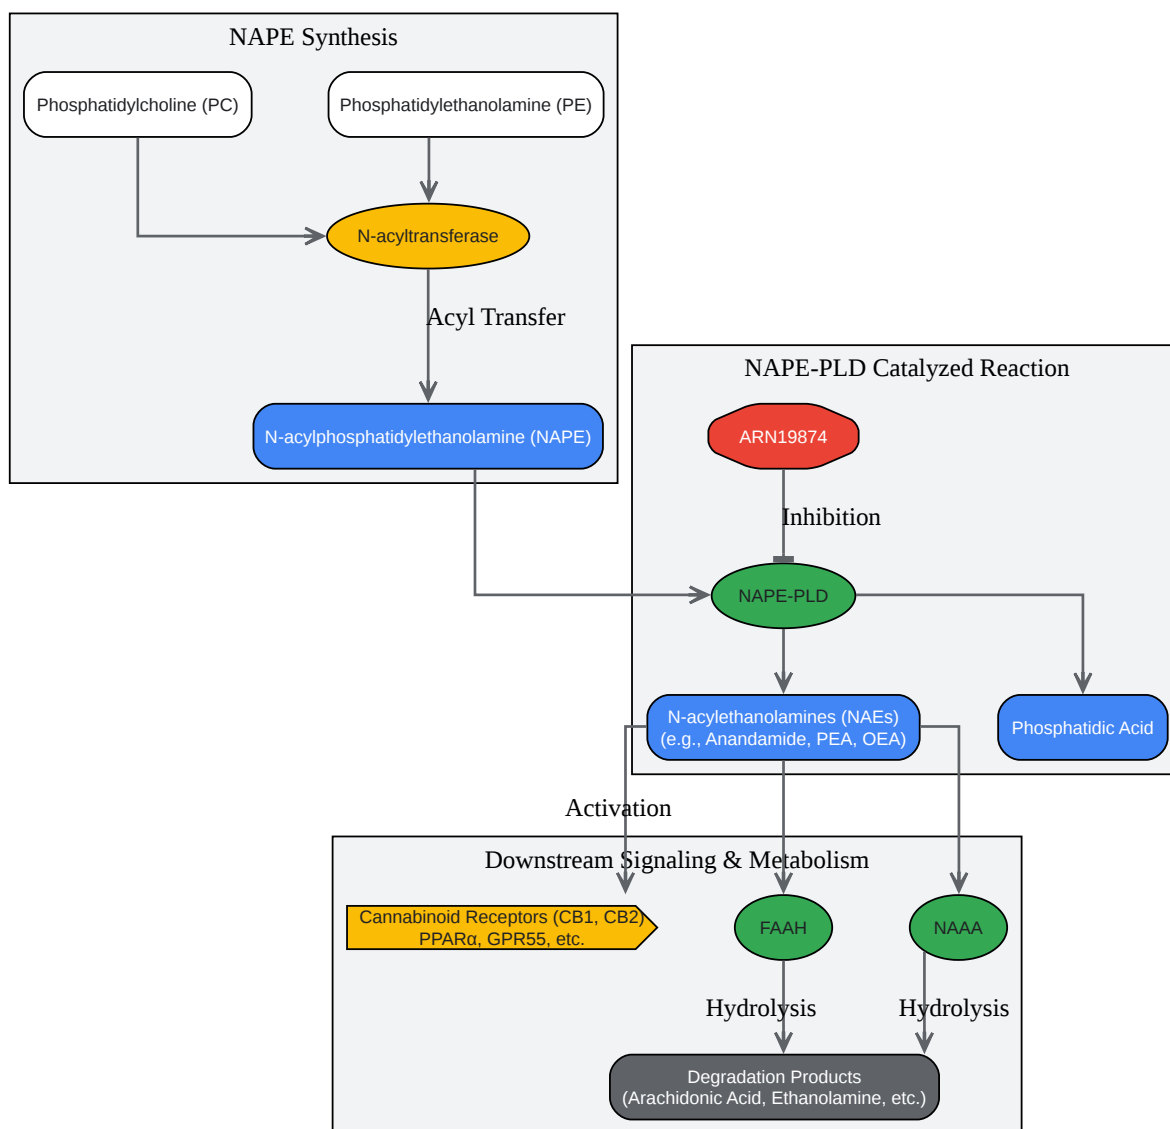 NAPE Synthesis
Phosphatidylcholine (PC)
Phosphatidylethanolamine (PE)
N-acyltransferase
Acyl Transfer
N-acylphosphatidylethanolamine (NAPE)
NAPE-PLD Catalyzed Reaction
ARN19874
Inhibition
NAPE-PLD
N-acylethanolamines (NAEs)
(e.g., Anandamide, PEA, OEA)
Phosphatidic Acid
Activation
Downstream Signaling & Metabolism
Cannabinoid Receptors (CB1, CB2)
PPARα, GPR55, etc.
FAAH
NAAA
Hydrolysis
Hydrolysis
Degradation Products
(Arachidonic Acid, Ethanolamine, etc.)